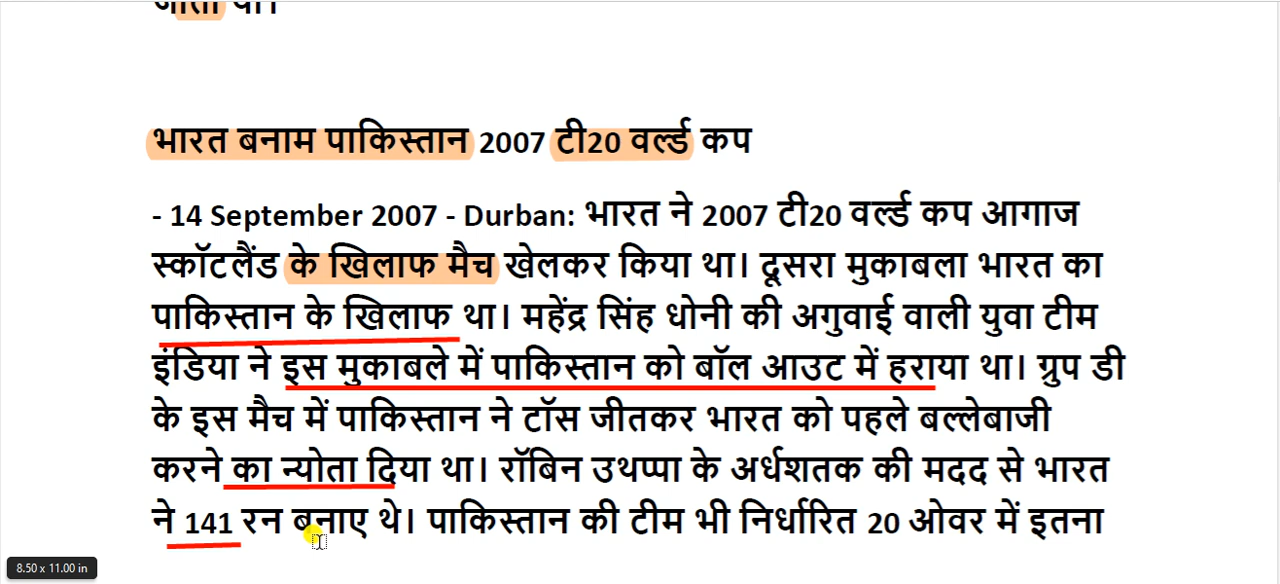 जाता था।
भारत बनाम पाकिस्तान 2007 टी20 वर्ल्ड कप
- 14 September 2007 - Durban: भारत ने 2007 टी20 वर्ल्ड कप आगाज
स्कॉटलैंड के खिलाफ मैच खेलकर किया था। दूसरा मुकाबला भारत का
पाकिस्तान के खिलाफ था। महेंद्र सिंह धोनी की अगुवाई वाली युवा टीम
इंडिया ने इस मुकाबले में पाकिस्तान को बॉल आउट में हराया था। ग्रुप डी
के इस मैच में पाकिस्तान ने टॉस जीतकर भारत को पहले बल्लेबाजी
करने का न्योता दिया था। रॉबिन उथप्पा के अर्धशतक की मदद से भारत
ने 141 रन बनाए थे। पाकिस्तान की टीम भी निर्धारित 20 ओवर में इतना
8.50 x 11.00 in